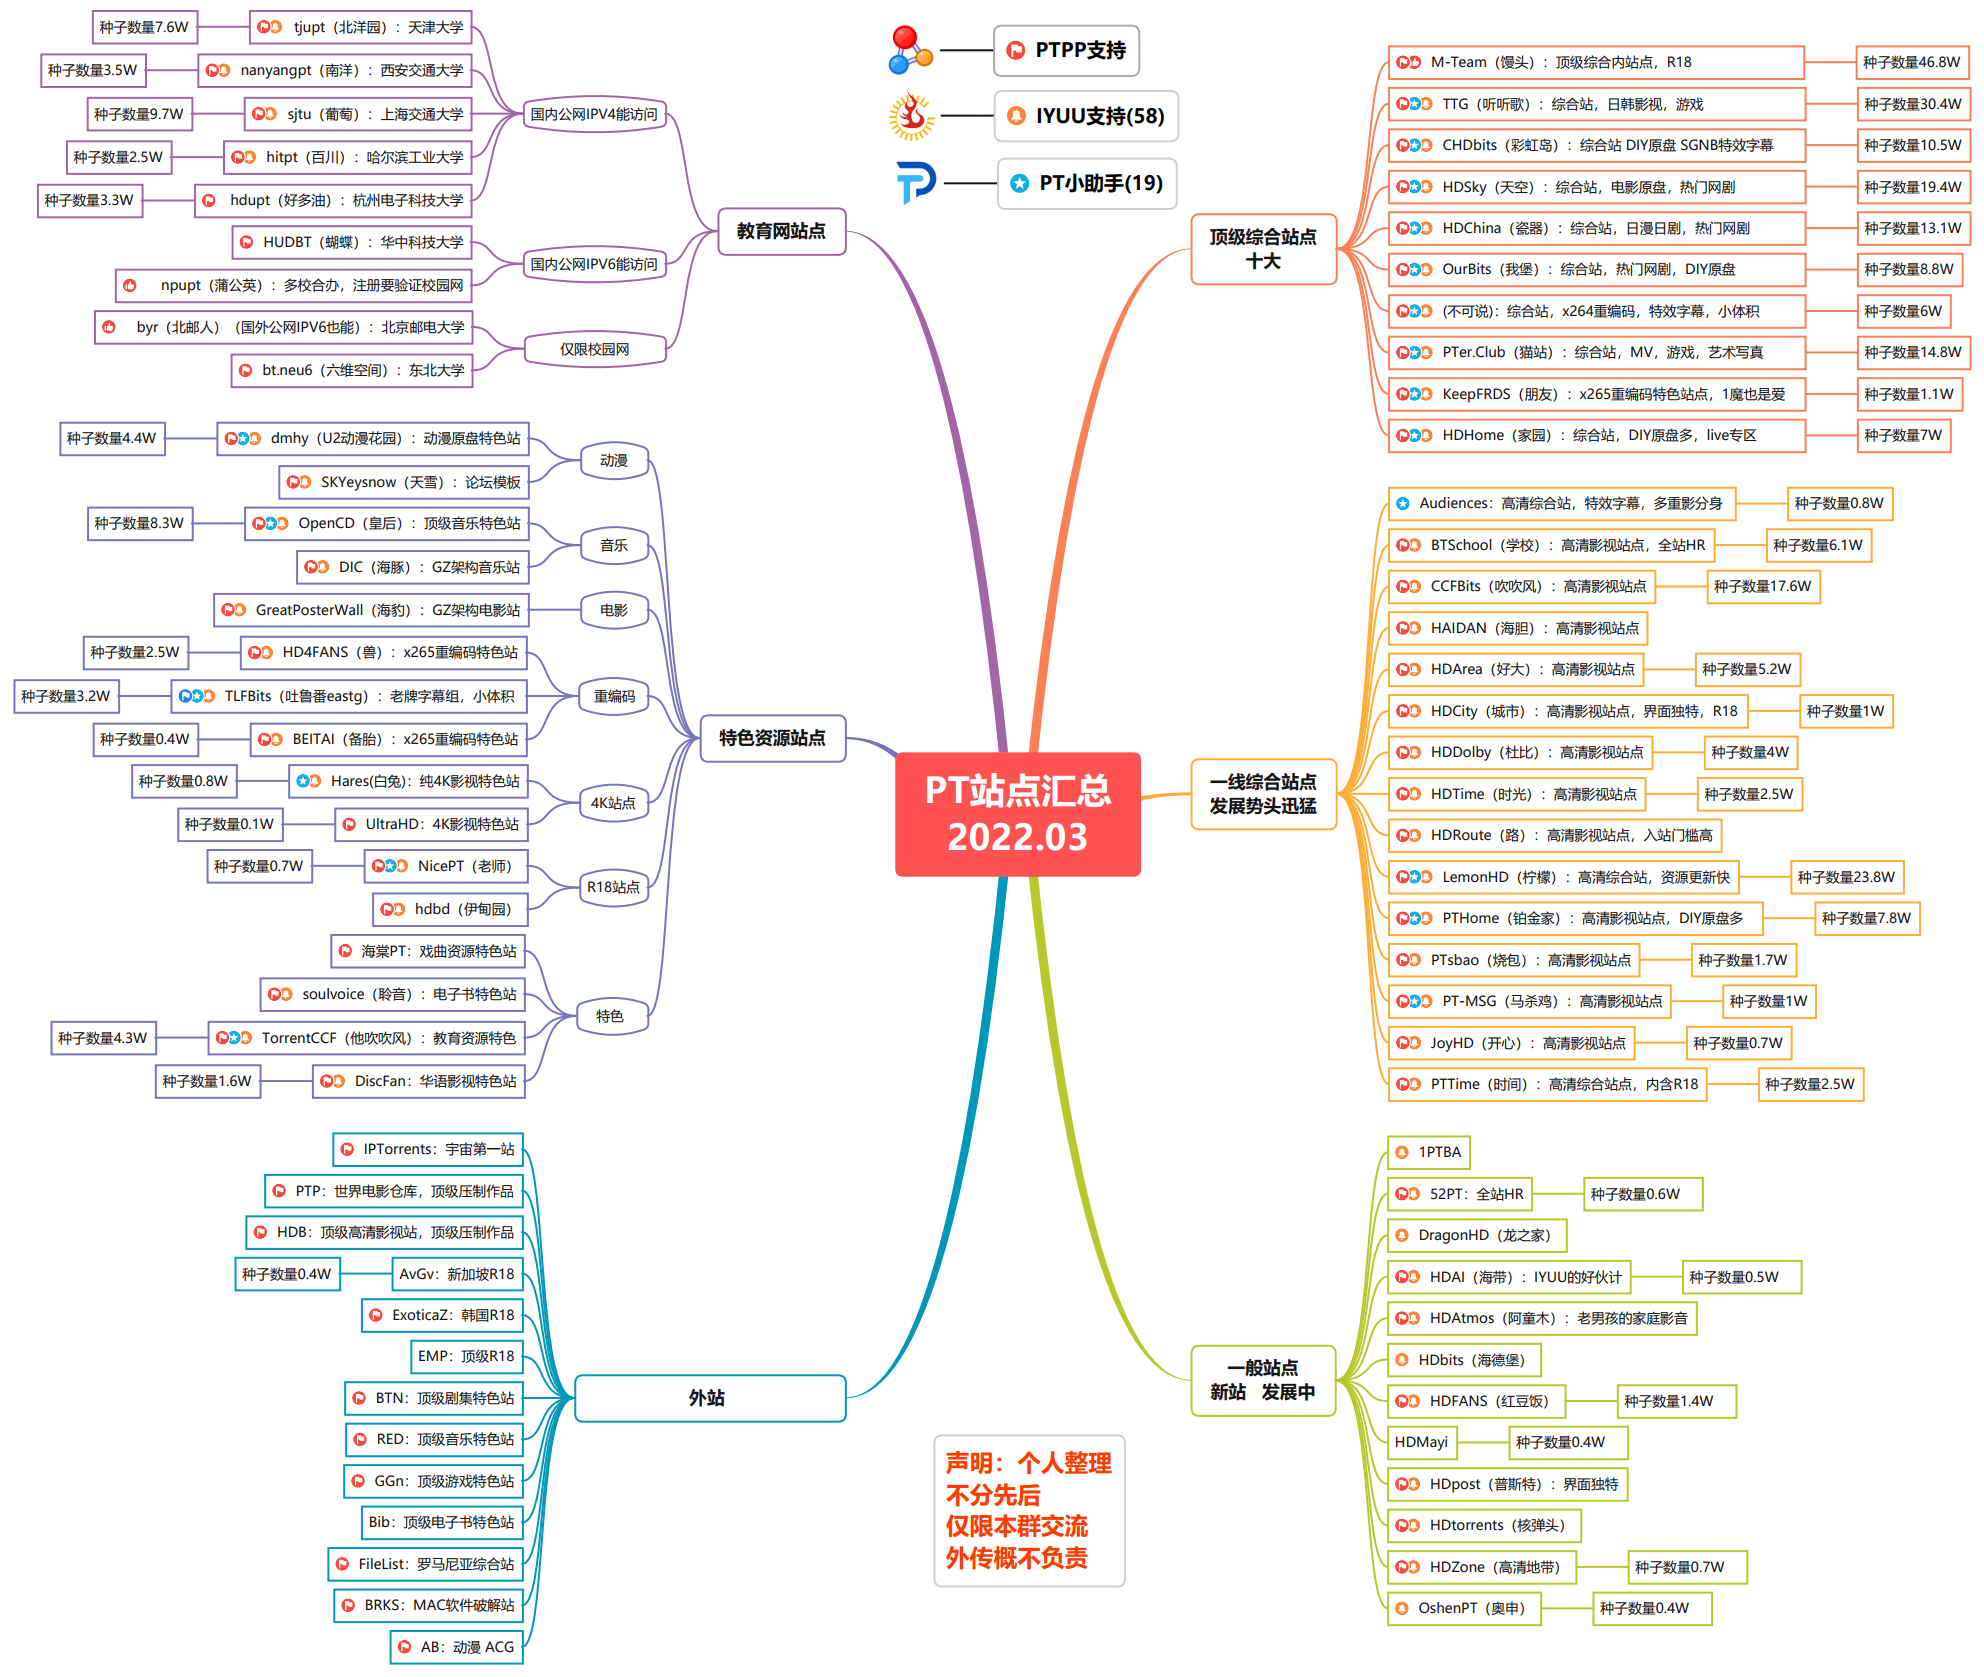 PT站点汇总
2022.03
PTPP支持
IYUU支持(58)
PT小助手(19)
教育网站点
国内公网IPV4能访问
tjupt（北洋园）：天津大学
种子数量7.6W
nanyangpt（南洋）：西安交通大学
种子数量3.5W
sjtu（葡萄）：上海交通大学
种子数量9.7W
hitpt（百川）：哈尔滨工业大学
种子数量2.5W
hdupt（好多油）：杭州电子科技大学
种子数量3.3W
国内公网IPV6能访问
HUDBT（蝴蝶）：华中科技大学
npupt（蒲公英）：多校合办，注册要验证校园网
仅限校园网
byr（北邮人）（国外公网IPV6也能）：北京邮电大学
bt.neu6（六维空间）：东北大学
特色资源站点
动漫
dmhy（U2动漫花园）：动漫原盘特色站
种子数量4.4W
SKYeysnow（天雪）：论坛模板
音乐
OpenCD（皇后）：顶级音乐特色站
种子数量8.3W
DIC（海豚）：GZ架构音乐站
电影
GreatPosterWall（海豹）：GZ架构电影站
重编码
HD4FANS（兽）：x265重编码特色站
种子数量2.5W
TLFBits（吐鲁番eastg）：老牌字幕组，小体积
种子数量3.2W
BEITAI（备胎）：x265重编码特色站
种子数量0.4W
4K站点
Hares(白兔)：纯4K影视特色站
种子数量0.8W
UltraHD：4K影视特色站
种子数量0.1W
R18站点
NicePT（老师）
种子数量0.7W
hdbd（伊甸园）
特色
海棠PT：戏曲资源特色站
soulvoice（聆音）：电子书特色站
TorrentCCF（他吹吹风）：教育资源特色
种子数量4.3W
DiscFan：华语影视特色站
种子数量1.6W
外站
IPTorrents：宇宙第一站
PTP：世界电影仓库，顶级压制作品
HDB：顶级高清影视站，顶级压制作品
AvGv：新加坡R18
种子数量0.4W
ExoticaZ：韩国R18
EMP：顶级R18
BTN：顶级剧集特色站
RED：顶级音乐特色站
GGn：顶级游戏特色站
Bib：顶级电子书特色站
FileList：罗马尼亚综合站
BRKS：MAC软件破解站
AB：动漫 ACG
顶级综合站点
十大
M-Team（馒头）：顶级综合内站点，R18
种子数量46.8W
TTG（听听歌）：综合站，日韩影视，游戏
种子数量30.4W
CHDbits（彩虹岛）：综合站 DIY原盘 SGNB特效字幕
种子数量10.5W
HDSky（天空）：综合站，电影原盘，热门网剧
种子数量19.4W
HDChina（瓷器）：综合站，日漫日剧，热门网剧
种子数量13.1W
OurBits（我堡）：综合站，热门网剧，DIY原盘
种子数量8.8W
(不可说)：综合站，x264重编码，特效字幕，小体积
种子数量6W
PTer.Club（猫站）：综合站，MV，游戏，艺术写真
种子数量14.8W
KeepFRDS（朋友）：x265重编码特色站点，1魔也是爱
种子数量1.1W
HDHome（家园）：综合站，DIY原盘多，live专区
种子数量7W
一线综合站点
发展势头迅猛
Audiences：高清综合站，特效字幕，多重影分身
种子数量0.8W
BTSchool（学校）：高清影视站点，全站HR
种子数量6.1W
CCFBits（吹吹风）：高清影视站点
种子数量17.6W
HAIDAN（海胆）：高清影视站点
HDArea（好大）：高清影视站点
种子数量5.2W
HDCity（城市）：高清影视站点，界面独特，R18
种子数量1W
HDDolby（杜比）：高清影视站点
种子数量4W
HDTime（时光）：高清影视站点
种子数量2.5W
HDRoute（路）：高清影视站点，入站门槛高
LemonHD（柠檬）：高清综合站，资源更新快
种子数量23.8W
PTHome（铂金家）：高清影视站点，DIY原盘多
种子数量7.8W
PTsbao（烧包）：高清影视站点
种子数量1.7W
PT-MSG（马杀鸡）：高清影视站点
种子数量1W
JoyHD（开心）：高清影视站点
种子数量0.7W
PTTime（时间）：高清综合站点，内含R18
种子数量2.5W
一般站点
新站 发展中
1PTBA
52PT：全站HR
种子数量0.6W
DragonHD（龙之家）
HDAI（海带）：IYUU的好伙计
种子数量0.5W
HDAtmos（阿童木）：老男孩的家庭影音
HDbits（海德堡）
HDFANS（红豆饭）
种子数量1.4W
HDMayi
种子数量0.4W
HDpost（普斯特）：界面独特
HDtorrents（核弹头）
HDZone（高清地带）
种子数量0.7W
OshenPT（奥申）
种子数量0.4W
声明：个人整理
不分先后
仅限本群交流
外传概不负责